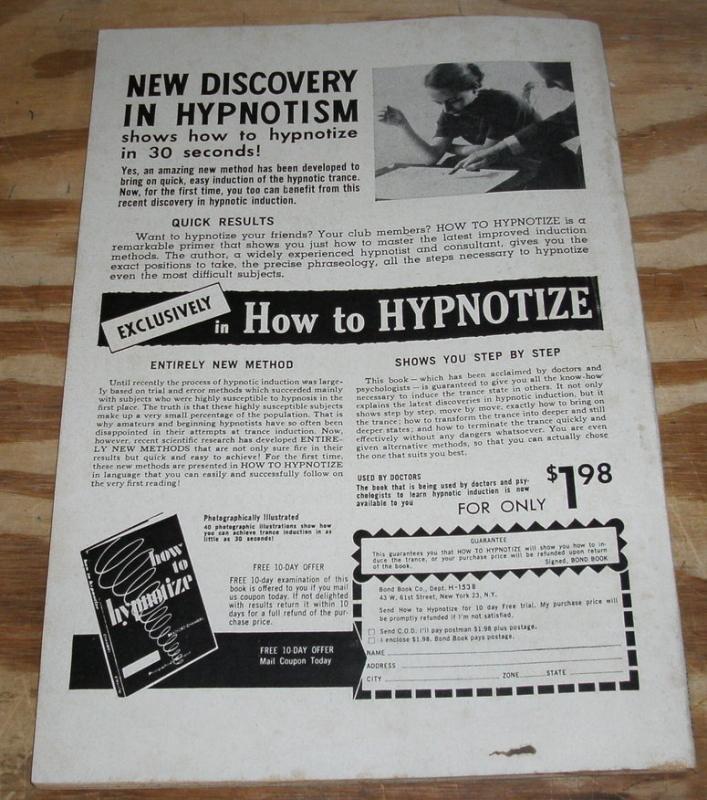 NEW DISCOVERY
IN HYPNOTISM
shows how to hypnotize
in 30 seconds!
Yes, an amazing new method has been developed to
bring on quick, easy induction of the hypnotic trance.
Now, for the first time, you too can benefit from this
recent discovery in hypnotic induction.
QUICK RESULTS
Want to hypnotize your friends? Your club members? HOW TO HYPNOTIZE is a
remarkable primer that shows you just how to master the latest improved induction
methods. The author, a widely experienced hypnotist and consultant, gives you the
exact positions to take, the precise phraseology, all the steps necessary to hypnotize
even the most difficult subjects.
EXCLUSIVELY
in How to HYPNOTIZE
ENTIRELY NEW METHOD
Until recently the process of hypnotic induction was large-
ly based on trial and error methods which succeeded mainly
with subjects who were highly susceptible to hypnosis in the
first place. The truth is that these highly susceptible subjects
make up a very small percentage of the population. That is
why amateurs and beginning hypnotists have so often been
disappointed in their attempts at trance induction. Now,
however, recent scientific research has developed ENTIRE-
LY NEW METHODS that are not only sure fire in their
results but quick and easy to achieve! For the first time,
these new methods are presented in HOW TO HYPNOTIZE
in language that you can easily and successfully follow on
the very first reading!
SHOWS YOU STEP BY STEP
This book — which has been acclaimed by doctors and
psychologists — is guaranteed to give you all the know-how
necessary to induce the trance state in others. It not only
explains the latest discoveries in hypnotic induction, but it
shows step by step, move by move, exactly how to bring on
the trance; how to transform the trance into deeper and still
deeper states; and how to terminate the trance quickly and
effectively without any dangers whatsoever. You are even
given alternative methods, so that you can actually chose
the one that suits you best.
USED BY DOCTORS
The book that is being used by doctors and psy-
chologists to learn hypnotic induction is now
available to you
FOR ONLY $1 98
Photographically Illustrated
40 photographic illustrations show how
you can achieve trance induction in as
little as 30 seconds!
how
to
hypnotize
FREE 10-DAY OFFER
FREE 10-day examination of this
book is offered to you if you mail
us coupon today. If not delighted
with results return it within 10
days for a full refund of the pur-
chase price.
FREE 10-DAY OFFER
Mail Coupon Today
GUARANTEE
This guarantees you that HOW TO HYPNOTIZE will show you how to in-
duce the trance, or your purchase price will be refunded upon return
of the book.
Signed, BOND BOOK
Bond Book Co., Dept. H-153B
43 W. 61st Street, New York 23, N.Y.
Send How to Hypnotize for 10 day Free trial. My purchase price will
be promptly refunded if I'm not satisfied.
Send C.O.D. I'll pay postman $1.98 plus postage.
I enclose $1.98. Bond Book pays postage.
NAME
ADDRESS
CITY ZONE STATE